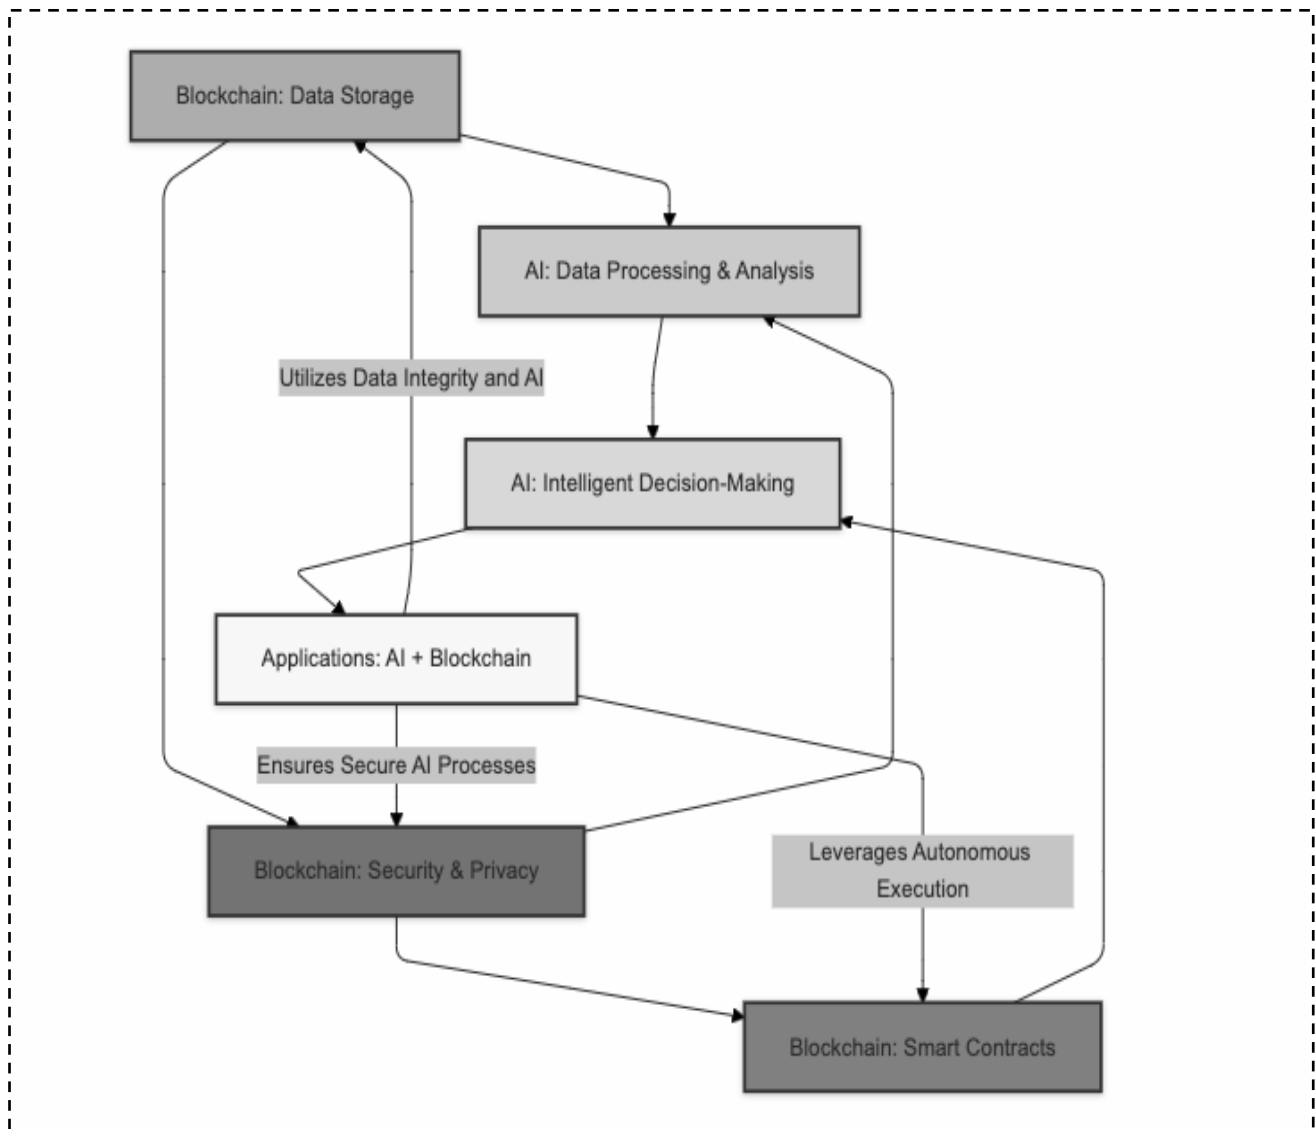 Blockchain: Data Storage
AI: Data Processing & Analysis
Utilizes Data Integrity and AI
AI: Intelligent Decision-Making
Applications: AI + Blockchain
Ensures Secure AI Processes
Leverages Autonomous
Execution
Blockchain: Security & Privacy
Blockchain: Smart Contracts